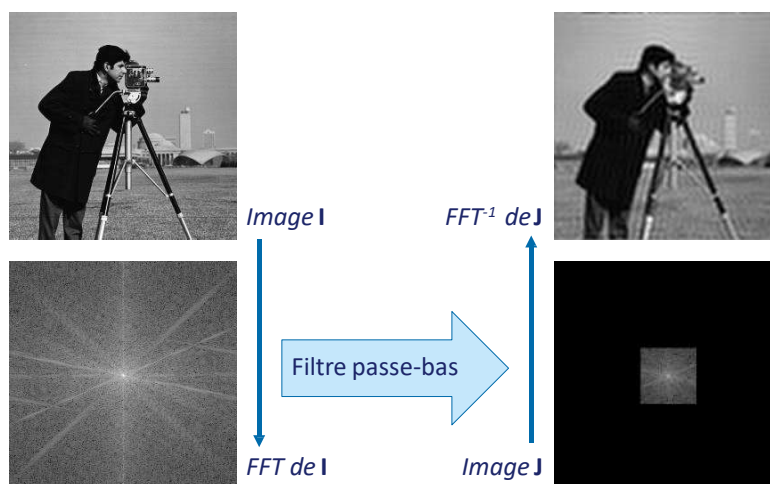 Image I
FFT⁻¹ de J
Filtre passe-bas
FFT de I
Image J